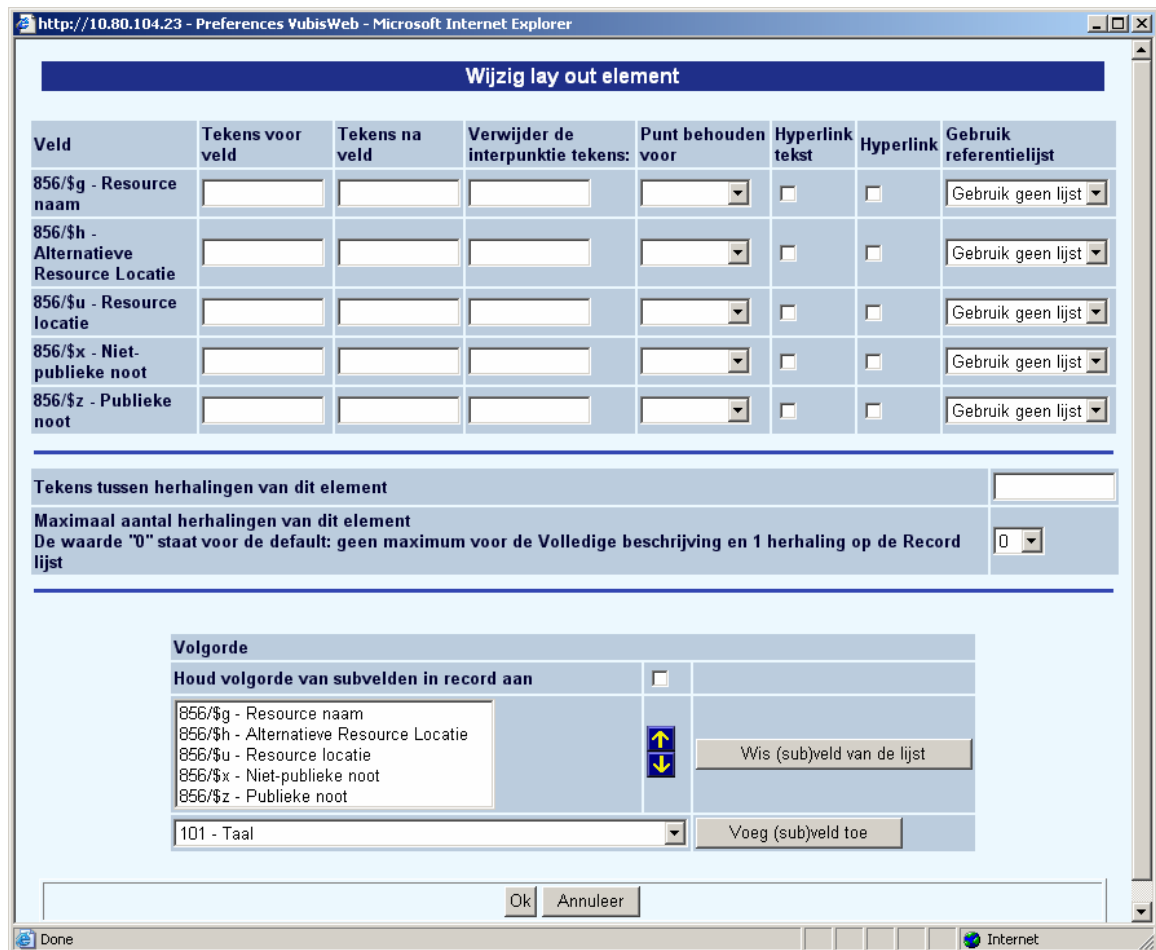 http://10.80.104.23 - Preferences VubisWeb - Microsoft Internet Explorer
Wijzig lay out element
Veld
Tekens voor
veld
Tekens na
veld
Verwijder de
interpunktie tekens:
Punt behouden
voor
Hyperlink
tekst
Hyperlink
Gebruik
referentielijst
856/$g - Resource
naam
Gebruik geen lijst
856/$h -
Alternatieve
Resource Locatie
Gebruik geen lijst
856/$u - Resource
locatie
Gebruik geen lijst
856/$x - Niet-
publieke noot
Gebruik geen lijst
856/$z - Publieke
noot
Gebruik geen lijst
Tekens tussen herhalingen van dit element
Maximaal aantal herhalingen van dit element
De waarde "0" staat voor de default: geen maximum voor de Volledige beschrijving en 1 herhaling op de Record
lijst
0
Volgorde
Houd volgorde van subvelden in record aan
856/$g - Resource naam
856/$h - Alternatieve Resource Locatie
856/$u - Resource locatie
856/$x - Niet-publieke noot
856/$z - Publieke noot
Wis (sub)veld van de lijst
101 - Taal
Voeg (sub)veld toe
Ok
Annuleer
Done
Internet